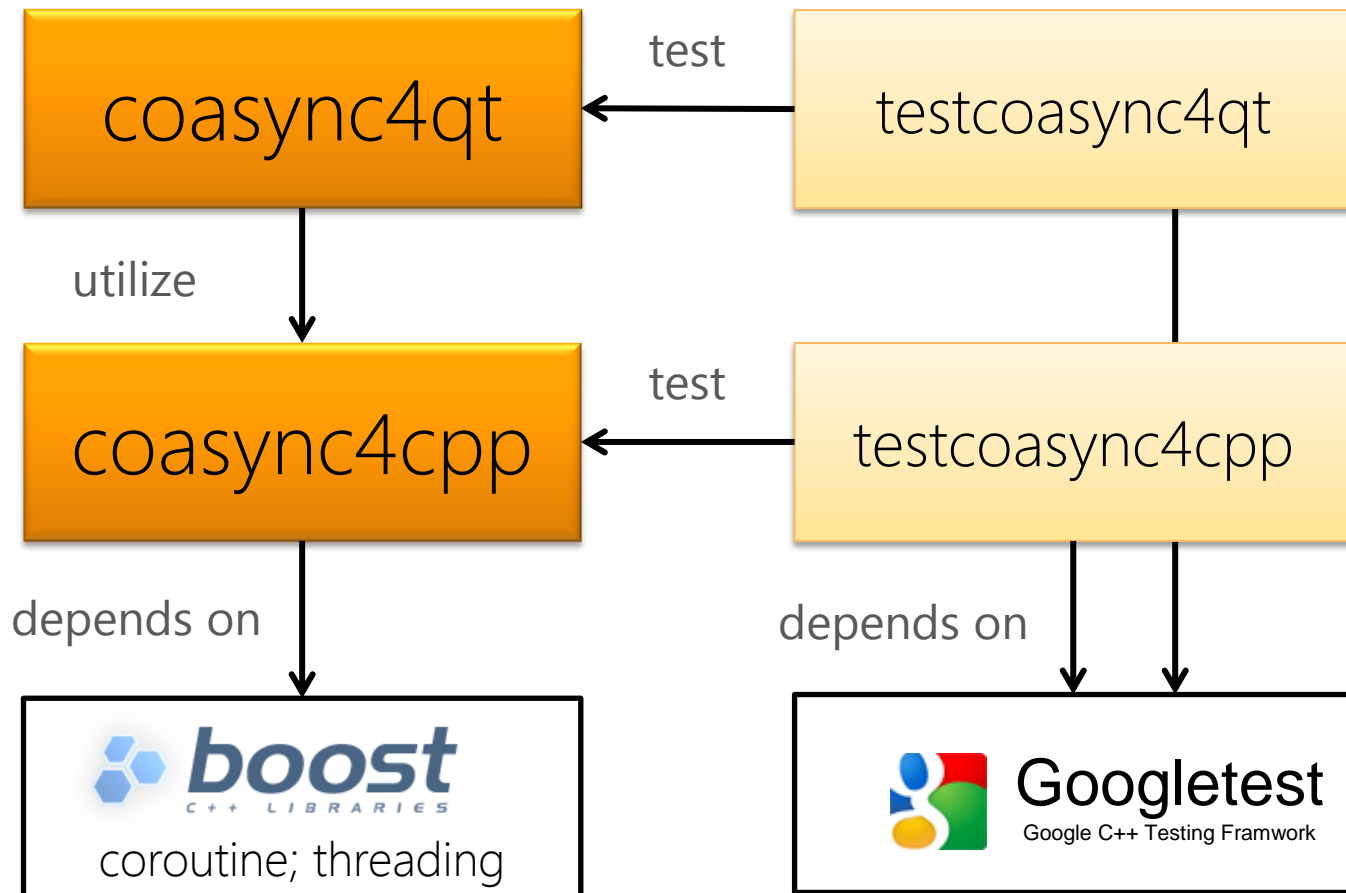 coasync4qt
test
testcoasync4qt
utilize
coasync4cpp
test
testcoasync4cpp
depends on
depends on
boost
C++ LIBRARIES
coroutine; threading
Googletest
Google C++ Testing Framwork